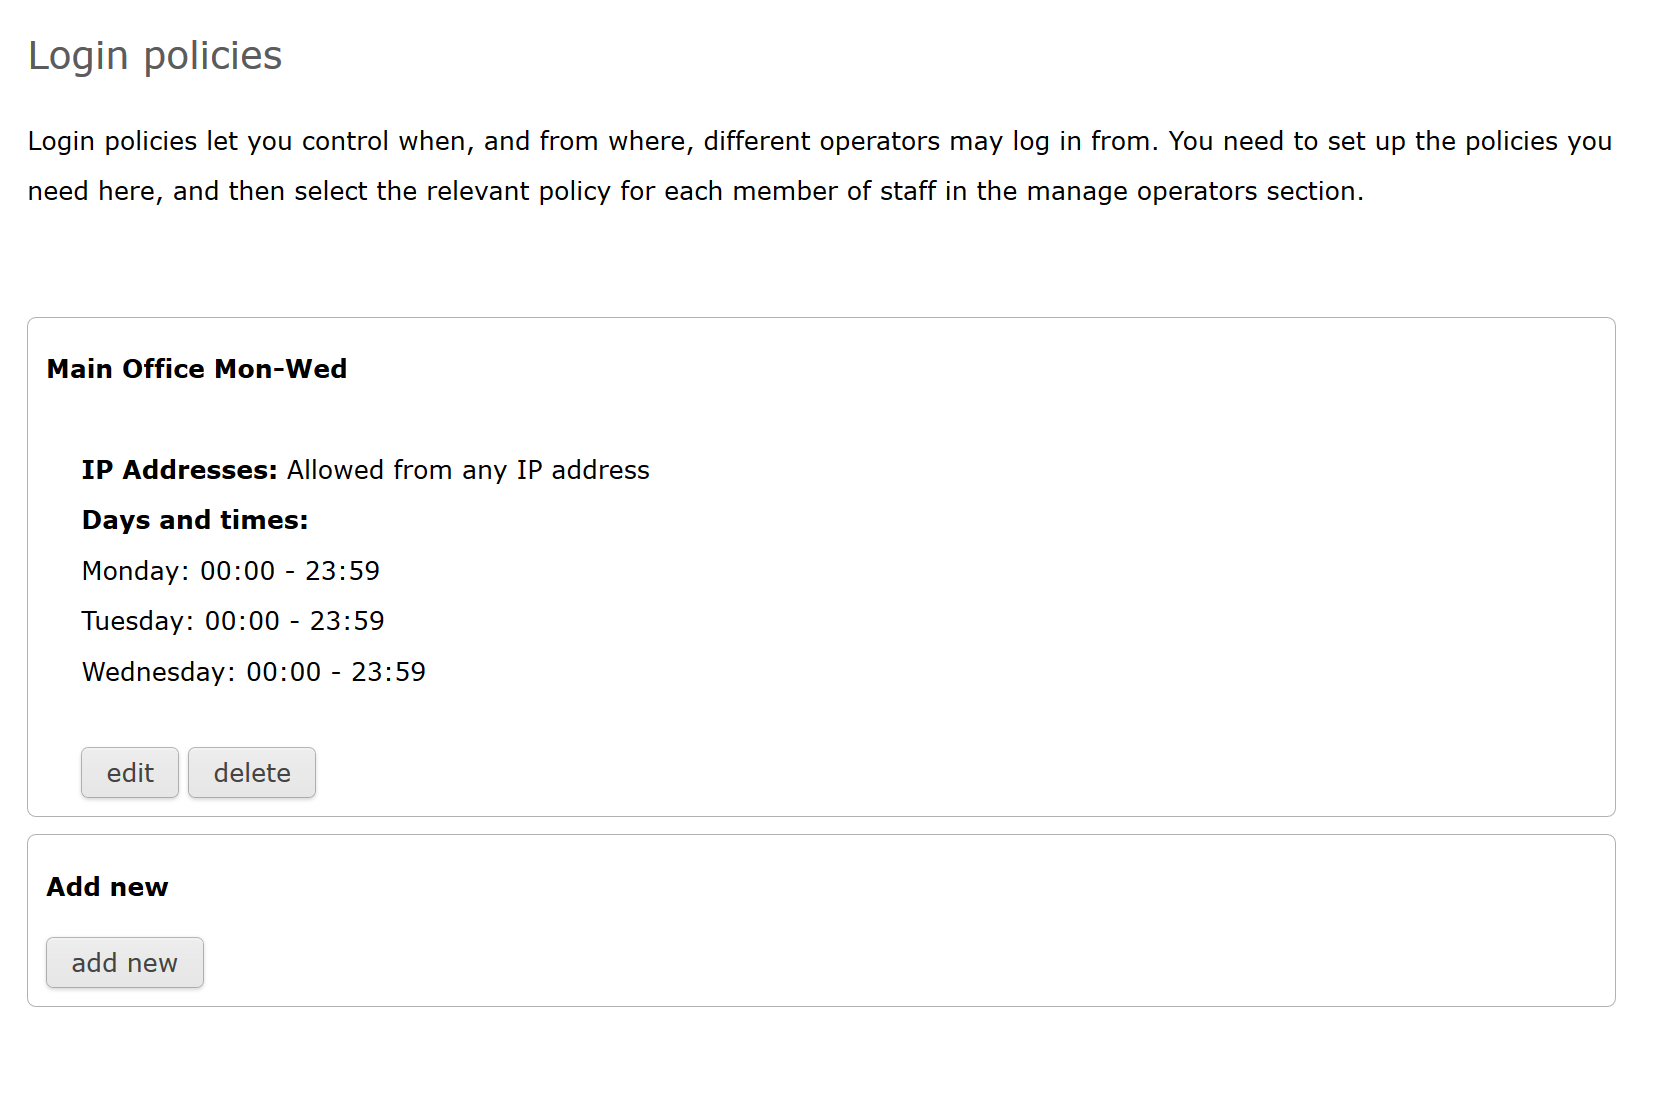 Login policies
Login policies let you control when, and from where, different operators may log in from. You need to set up the policies you
need here, and then select the relevant policy for each member of staff in the manage operators section.
Main Office Mon-Wed
IP Addresses: Allowed from any IP address
Days and times:
Monday: 00:00 - 23:59
Tuesday: 00:00 - 23:59
Wednesday: 00:00 - 23:59
edit delete
Add new
add new